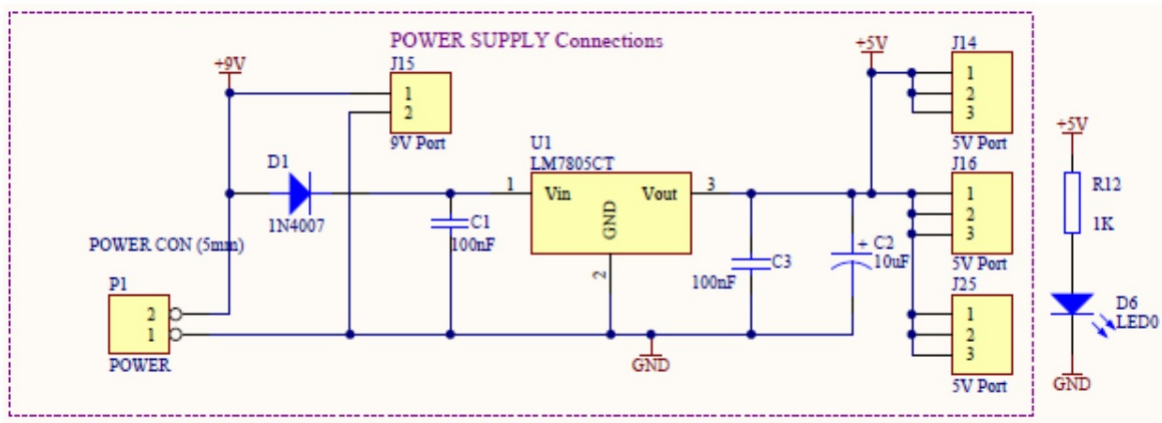 POWER SUPPLY Connections
+9V
J15
1
2
9V Port
+5V
J14
1
2
3
5V Port
D1
1N4007
U1
LM7805CT
1
Vin
Vout
3
GND
2
C1
100nF
C3
100nF
+ C2
10uF
J16
1
2
3
5V Port
J25
1
2
3
5V Port
POWER CON (5mm)
P1
2
1
POWER
GND
+5V
R12
1K
D6
LED0
GND